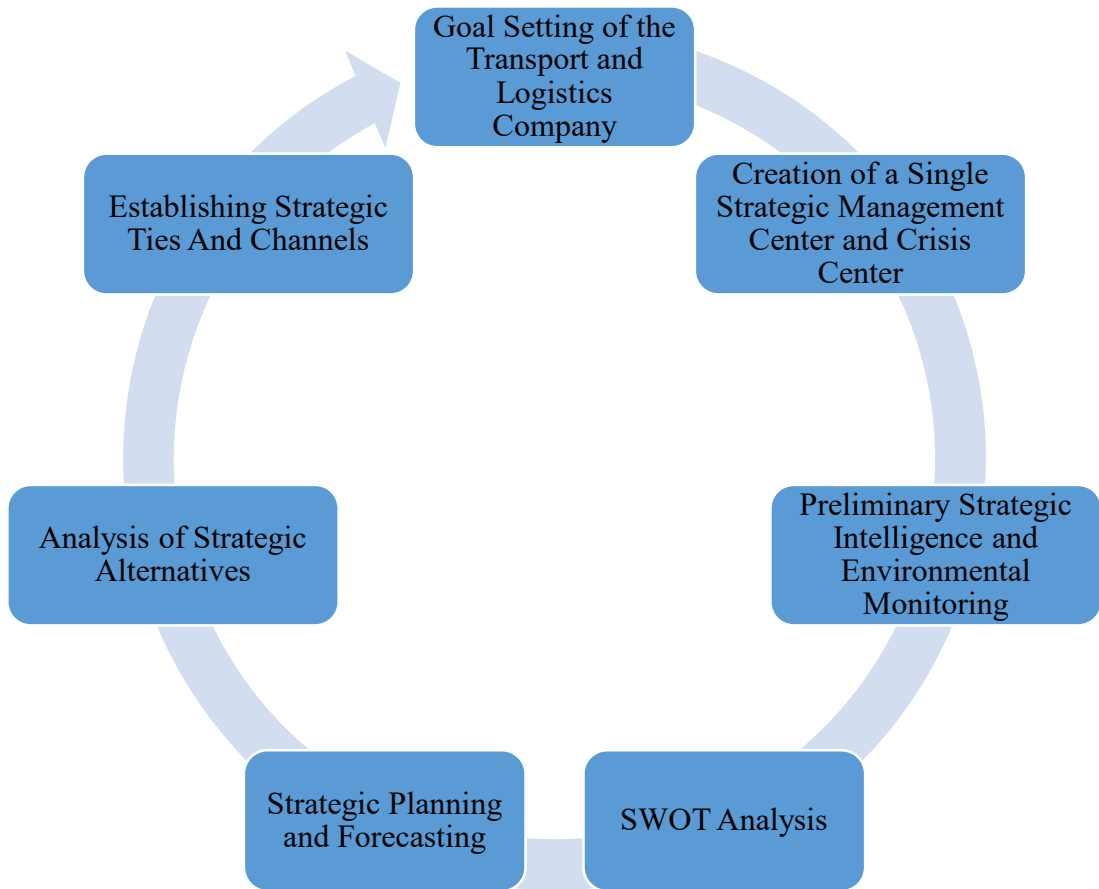 Goal Setting of the
Transport and
Logistics
Company
Creation of a Single
Strategic Management
Center and Crisis
Center
Preliminary Strategic
Intelligence and
Environmental
Monitoring
SWOT Analysis
Strategic Planning
and Forecasting
Analysis of Strategic
Alternatives
Establishing Strategic
Ties And Channels